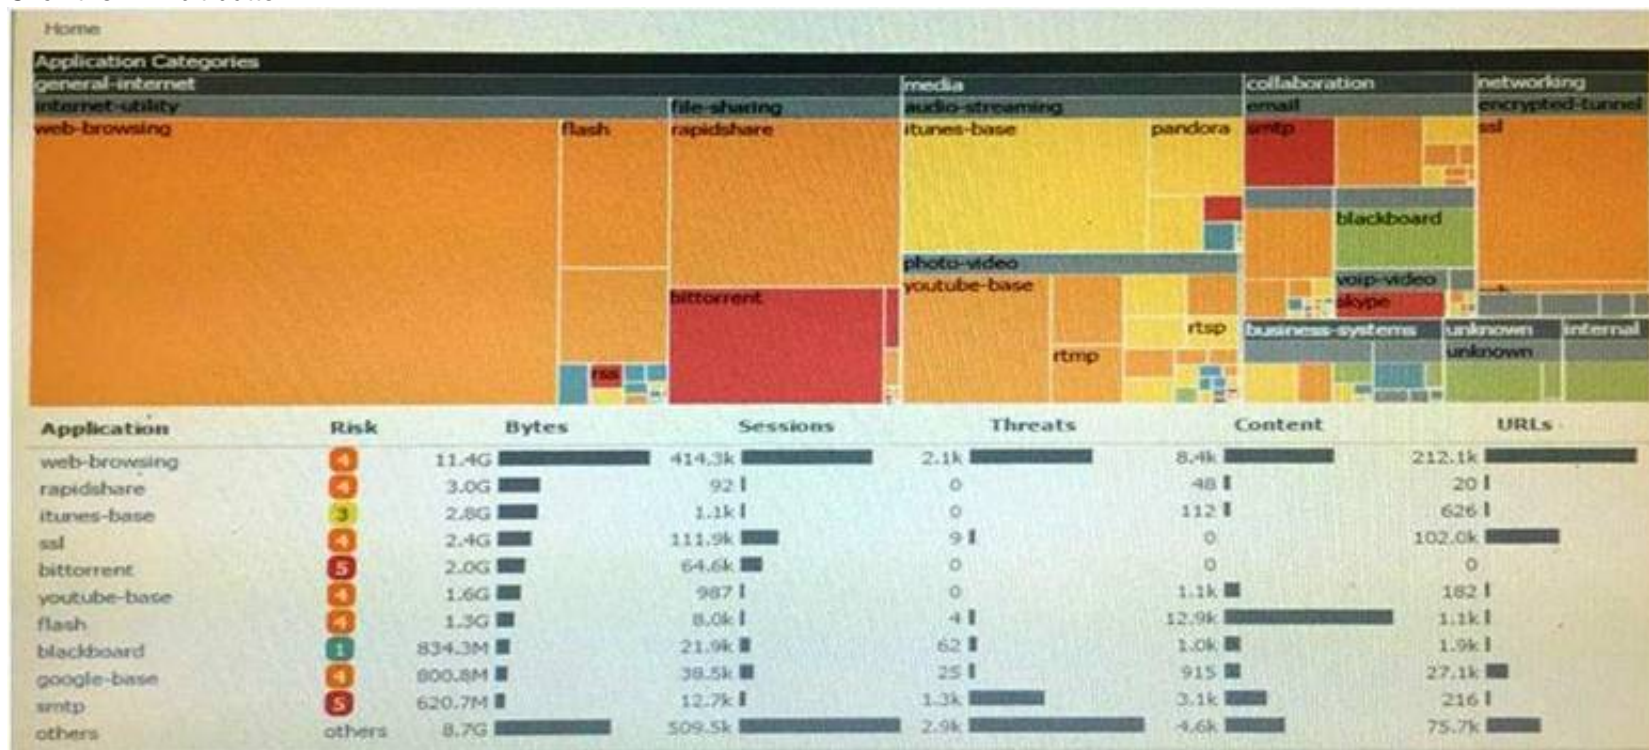 Home
Application Categories
general-internet media collaboration networking
internet-utility file-sharing audio-streaming email encrypted-tunnel
web-browsing flash rapidshare itunes-base pandora smtp ssl
blackboard
photo-video
voip-video
youtube-base
bittorrent
skype
rtsp business-systems unknown internal
rtmp unknown
rss
Application Risk Bytes Sessions Threats Content URLs
web-browsing 4 11.4G 414.3k 2.1k 8.4k 212.1k
rapidshare 4 3.0G 92 0 48 20
itunes-base 3 2.8G 1.1k 0 112 626
ssl 4 2.4G 111.9k 9 0 102.0k
bittorrent 5 2.0G 64.6k 0 0 0
youtube-base 4 1.6G 987 0 1.1k 182
flash 4 1.3G 8.0k 4 12.9k 1.1k
blackboard 1 834.3M 21.9k 62 1.0k 1.9k
google-base 4 800.8M 38.5k 25 915 27.1k
smtp 5 620.7M 12.7k 1.3k 3.1k 216
others others 8.7G 509.5k 2.9k 4.6k 75.7k